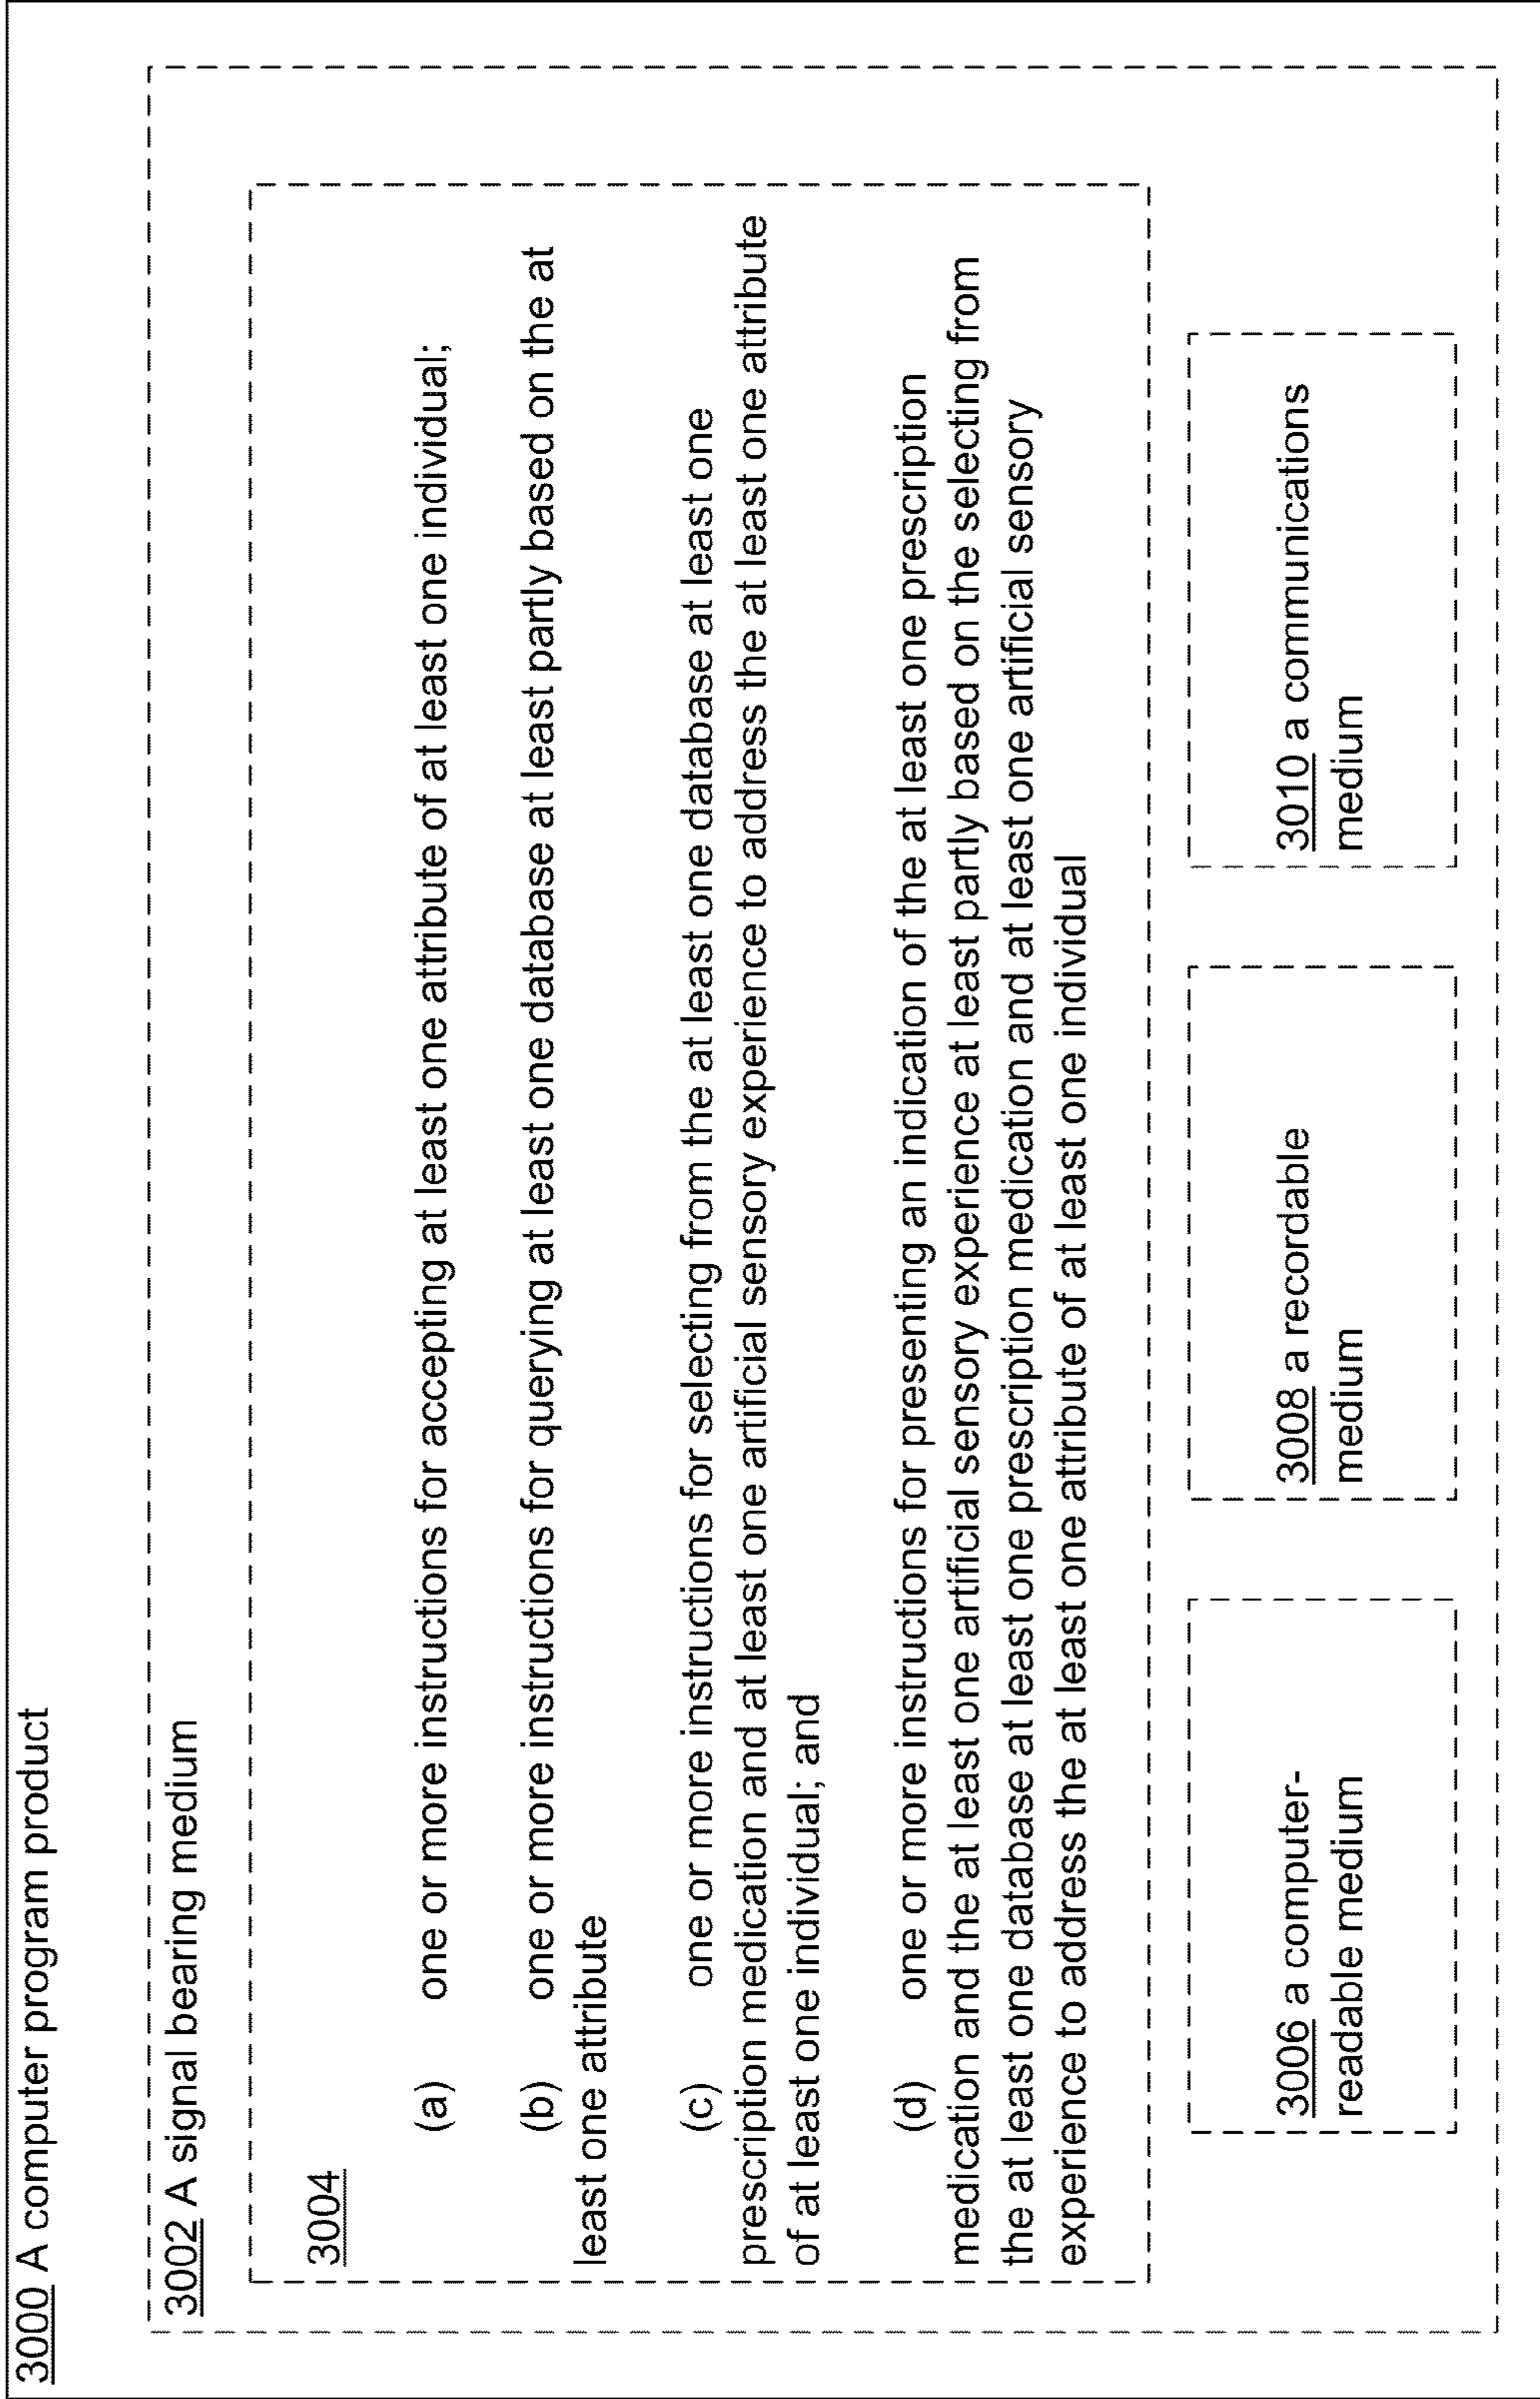 3000 A computer program product
3002 A signal bearing medium
3004
(a) one or more instructions for accepting at least one attribute of at least one individual;
(b) one or more instructions for querying at least one database at least partly based on the at
least one attribute
(c) one or more instructions for selecting from the at least one database at least one
prescription medication and at least one artificial sensory experience to address the at least one attribute
of at least one individual; and
(d) one or more instructions for presenting an indication of the at least one prescription
medication and the at least one artificial sensory experience at least partly based on the selecting from
the at least one database at least one prescription medication and at least one artificial sensory
experience to address the at least one attribute of at least one individual
3006 a computer-
readable medium
3008 a recordable
medium
3010 a communications
medium